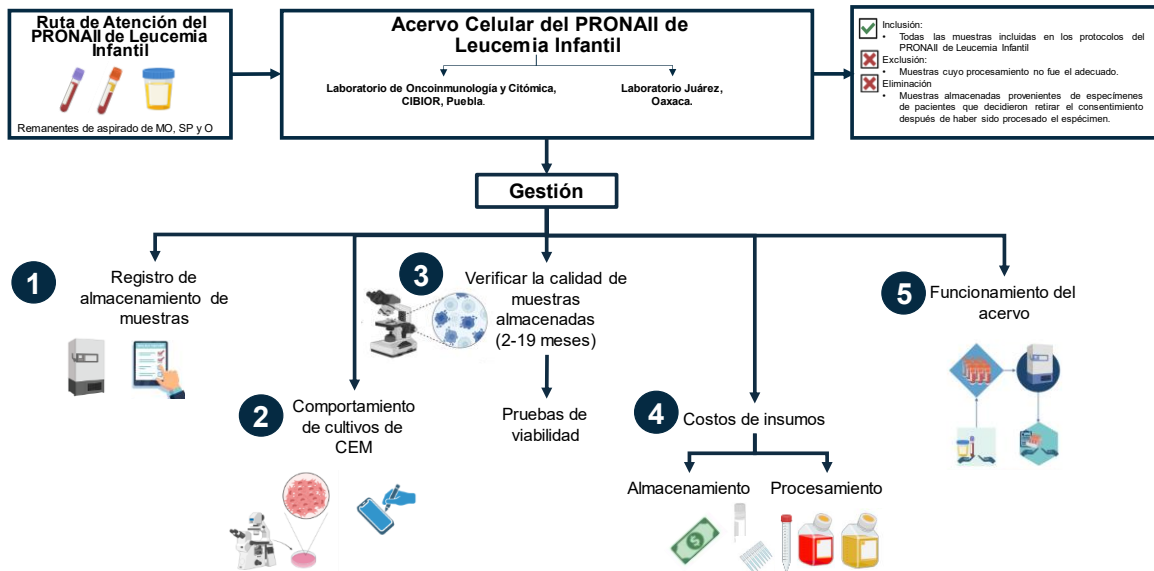 Ruta de Atención del
PRONAII de Leucemia
Infantil
Remanentes de aspirado de MO, SP y O
Acervo Celular del PRONAII de
Leucemia Infantil
Laboratorio de Oncoinmunología y Citómica,
CIBIOR, Puebla.
Laboratorio Juárez,
Oaxaca.
Inclusión:
• Todas las muestras incluidas en los protocolos del
PRONAII de Leucemia Infantil
Exclusión:
• Muestras cuyo procesamiento no fue el adecuado.
Eliminación
• Muestras almacenadas provenientes de especímenes
de pacientes que decidieron retirar el consentimiento
después de haber sido procesado el espécimen.
Gestión
1
Registro de
almacenamiento de
muestras
2
Comportamiento
de cultivos de
CEM
3
Verificar la calidad de
muestras
almacenadas
(2-19 meses)
Pruebas de
viabilidad
4
Costos de insumos
Almacenamiento
Procesamiento
5
Funcionamiento del
acervo